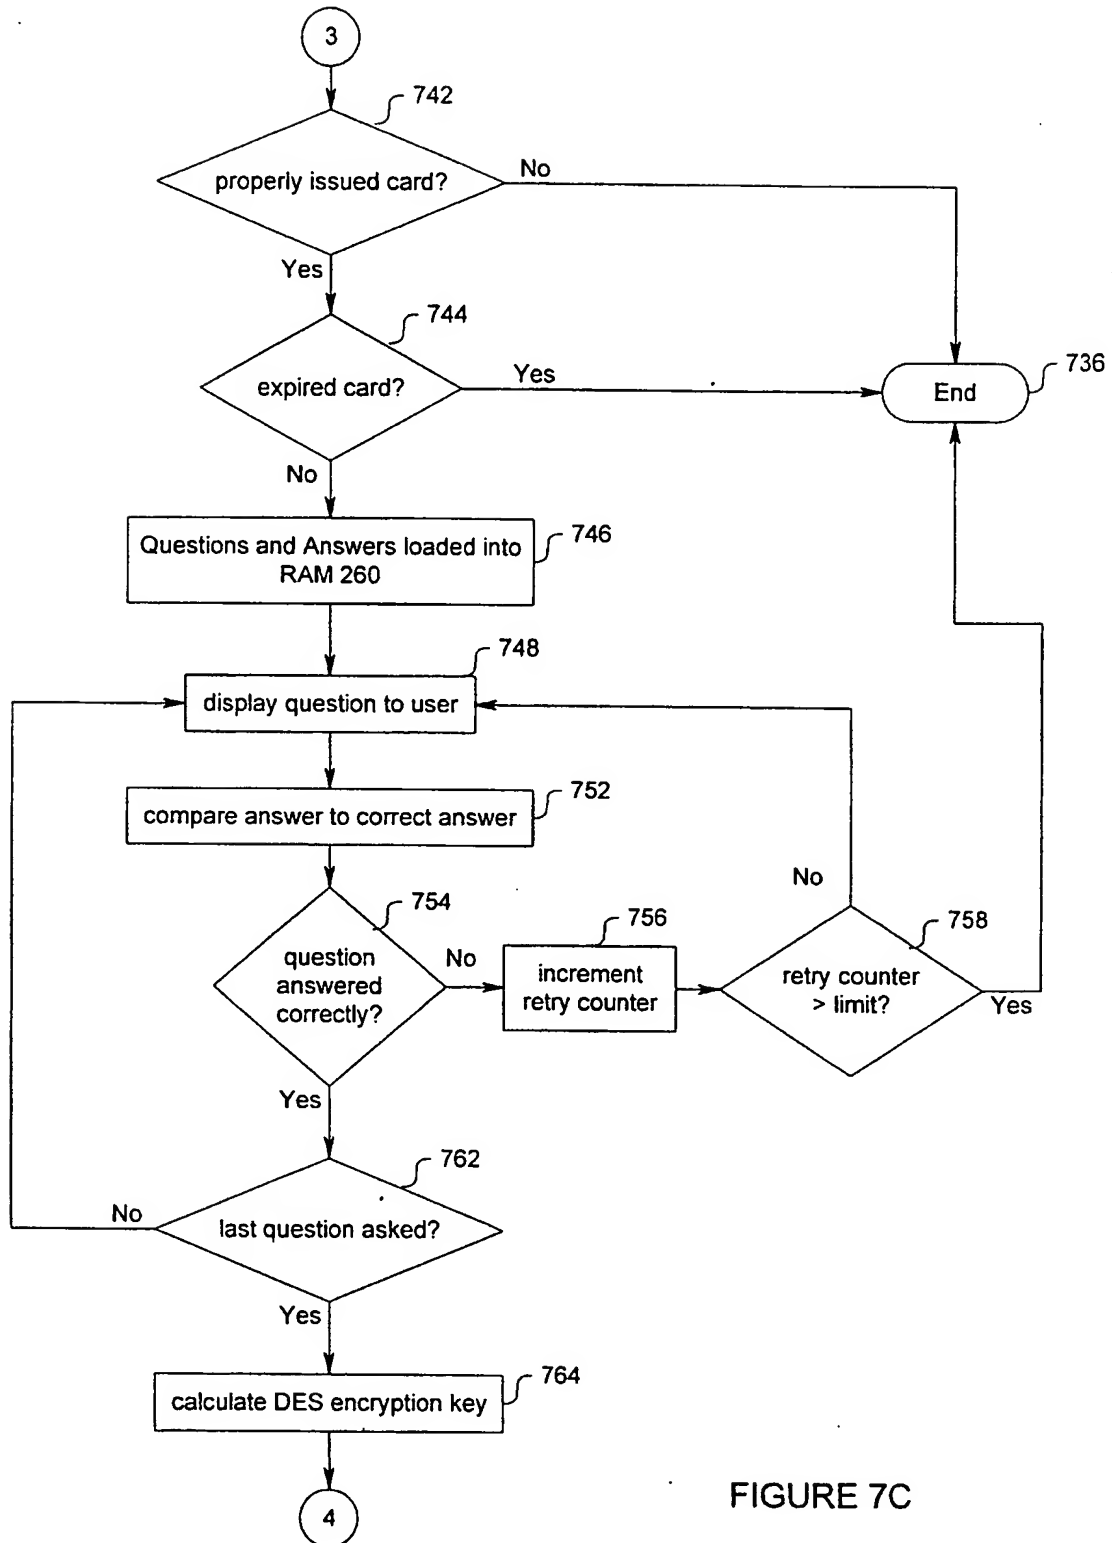 3
742
properly issued card?
No
Yes
744
expired card?
Yes
End
736
No
Questions and Answers loaded into
RAM 260
746
748
display question to user
752
compare answer to correct answer
754
question
answered
correctly?
No
756
increment
retry counter
No
758
retry counter
> limit?
Yes
Yes
762
last question asked?
No
Yes
764
calculate DES encryption key
4
FIGURE 7C